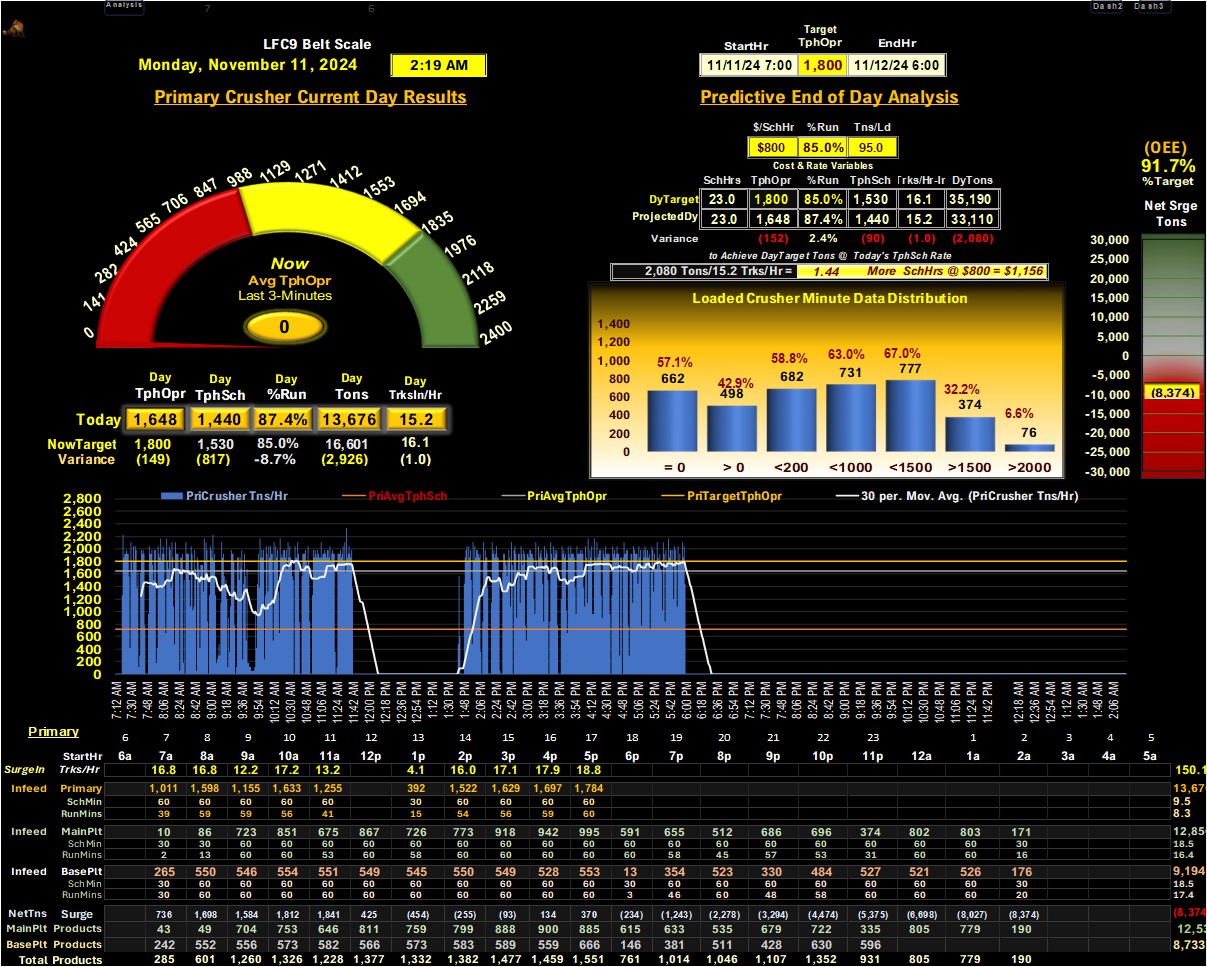 Analysis
7
6
Dash2
Dash3
LFC9 Belt Scale
Monday, November 11, 2024
2:19 AM
Primary Crusher Current Day Results
StartHr
Target
TphOpr
EndHr
11/11/24 7:00 1,800 11/12/24 6:00
Predictive End of Day Analysis
$/SchHr %Run Tns/Ld
$800 85.0% 95.0
Cost & Rate Variables
SchHrs TphOpr %Run TphSch Trks/Hr-Ir DyTons
DyTarget 23.0 1,800 85.0% 1,530 16.1 35,190
ProjectedDy 23.0 1,648 87.4% 1,440 15.2 33,110
Variance (152) 2.4% (90) (1.0) (2,080)
to Achieve DayTarget Tons @ Today's TphSch Rate
2,080 Tons/15.2 Trks/Hr = 1.44 More SchHrs @ $800 = $1,156
(OEE)
91.7%
%Target
Net Srge
Tons
30,000
25,000
20,000
15,000
10,000
5,000
0
-5,000
(8,374)
-10,000
-15,000
-20,000
-25,000
-30,000
0 141 282 424 565 706 847 988 1129 1271 1412 1553 1694 1835 1976 2118 2259 2400
Now
Avg TphOpr
Last 3-Minutes
0
Day Day Day Day Day
TphOpr TphSch %Run Tons TrksIn/Hr
Today 1,648 1,440 87.4% 13,676 15.2
NowTarget 1,800 1,530 85.0% 16,601 16.1
Variance (149) (817) -8.7% (2,926) (1.0)
Loaded Crusher Minute Data Distribution
1,400
1,200
1,000
800
600
400
200
0
57.1% 42.9% 58.8% 63.0% 67.0% 32.2% 6.6%
662 498 682 731 777 374 76
= 0 > 0 <200 <1000 <1500 >1500 >2000
PriCrusher Tns/Hr PriAvgTphSch PriAvgTphOpr PriTargetTphOpr 30 per. Mov. Avg. (PriCrusher Tns/Hr)
2,800
2,600
2,400
2,200
2,000
1,800
1,600
1,400
1,200
1,000
800
600
400
200
0
7:12 AM 7:30 AM 7:48 AM 8:06 AM 8:24 AM 8:42 AM 9:00 AM 9:18 AM 9:36 AM 9:54 AM 10:12 AM 10:30 AM 10:48 AM 11:06 AM 11:24 AM 11:42 AM 12:00 PM 12:18 PM 12:36 PM 12:54 PM 1:12 PM 1:30 PM 1:48 PM 2:06 PM 2:24 PM 2:42 PM 3:00 PM 3:18 PM 3:36 PM 3:54 PM 4:12 PM 4:30 PM 4:48 PM 5:06 PM 5:24 PM 5:42 PM 6:00 PM 6:18 PM 6:36 PM 6:54 PM 7:12 PM 7:30 PM 7:48 PM 8:06 PM 8:24 PM 8:42 PM 9:00 PM 9:18 PM 9:36 PM 9:54 PM 10:12 PM 10:30 PM 10:48 PM 11:06 PM 11:24 PM 11:42 PM 12:18 AM 12:54 AM 1:12 AM 1:30 AM 1:48 AM 2:06 AM
Primary
6 7 8 9 10 11 12 13 14 15 16 17 18 19 20 21 22 23 1 2 3 4 5
StartHr 6a 7a 8a 9a 10a 11a 12p 1p 2p 3p 4p 5p 6p 7p 8p 9p 10p 11p 12a 1a 2a 3a 4a 5a
SurgeIn Trks/Hr 16.8 16.8 12.2 17.2 13.2 4.1 16.0 17.1 17.9 18.8 150.1
Infeed Primary 1,011 1,598 1,155 1,633 1,255 392 1,522 1,629 1,697 1,784 13,67
SchMin 60 60 60 60 60 30 60 60 60 60 9.5
RunMins 39 59 59 56 41 15 54 56 59 60 8.3
Infeed MainPlt 10 86 723 851 675 867 726 773 918 942 995 591 655 512 686 696 374 802 803 171 12,85
SchMin 30 30 60 60 60 60 60 60 60 60 60 60 60 60 60 60 60 60 60 30 18.5
RunMins 2 13 60 60 53 60 58 60 60 60 60 60 58 45 57 53 31 60 60 16 16.4
Infeed BasePlt 265 550 546 554 551 549 545 550 549 528 553 13 354 523 330 484 527 521 526 176 9,194
SchMin 30 60 60 60 60 60 60 60 60 60 60 30 60 60 60 60 60 60 60 30 18.5
RunMins 30 60 60 60 60 60 60 60 60 60 60 3 46 60 48 58 60 60 60 20 17.4
NetTns Surge 736 1,698 1,584 1,812 1,841 425 (454) (255) (93) 134 370 (234) (1,243) (2,278) (3,294) (4,474) (5,375) (6,698) (8,027) (8,374) (8,374
MainPlt Products 43 49 704 753 646 811 759 799 888 900 885 615 633 535 679 722 335 805 779 190 12,53
BasePlt Products 242 552 556 573 582 566 573 583 589 559 666 146 381 511 428 630 596 8,733
Total Products 285 601 1,260 1,326 1,228 1,377 1,332 1,382 1,477 1,459 1,551 761 1,014 1,046 1,107 1,352 931 805 779 190